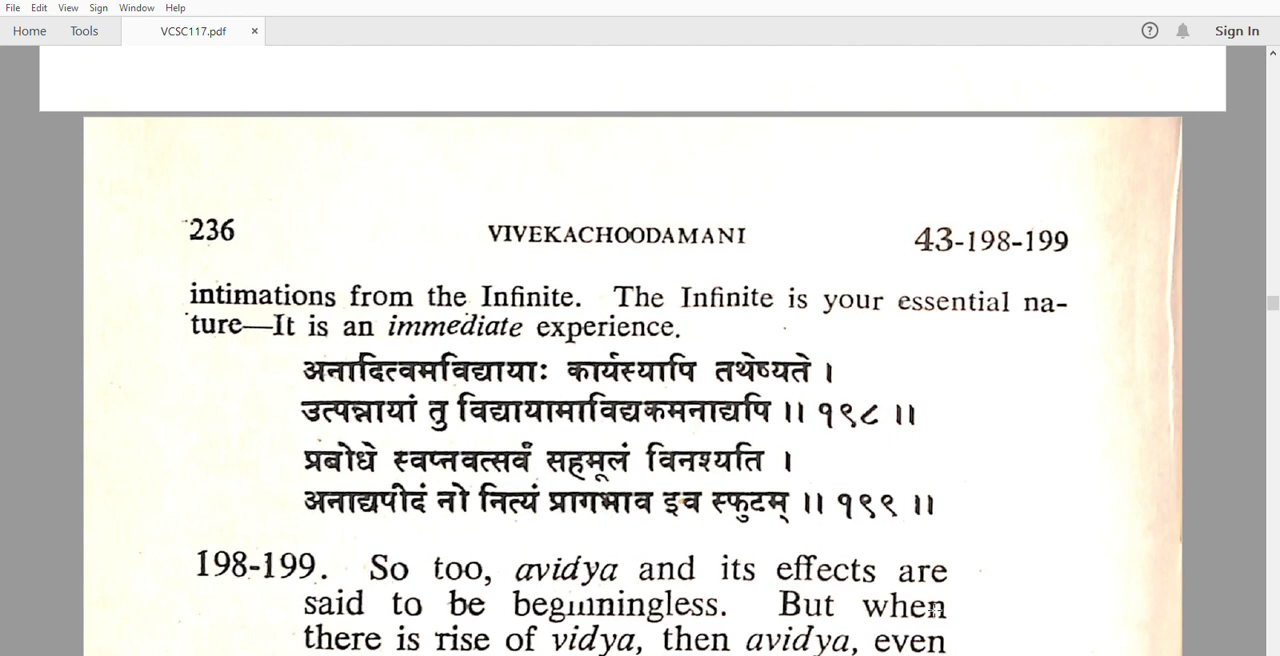 File Edit View Sign Window Help
Home Tools VCSC117.pdf × ? Sign In
236 VIVEKACHOODAMANI 43-198-199
intimations from the Infinite. The Infinite is your essential na-
ture—It is an immediate experience.
अनादित्वमविद्यायाः कार्यस्यापि तथेष्यते ।
उत्पन्नायां तु विद्यायामाविद्यकमनाद्यपि ॥ १९८ ॥
प्रबोधे स्वप्नवत्सर्वं सहमूलं विनश्यति ।
अनाद्यपीदं नो नित्यं प्रागभाव इव स्फुटम् ॥ १९९ ॥
198-199. So too, avidya and its effects are
said to be beginningless. But when
there is rise of vidya, then avidya, even